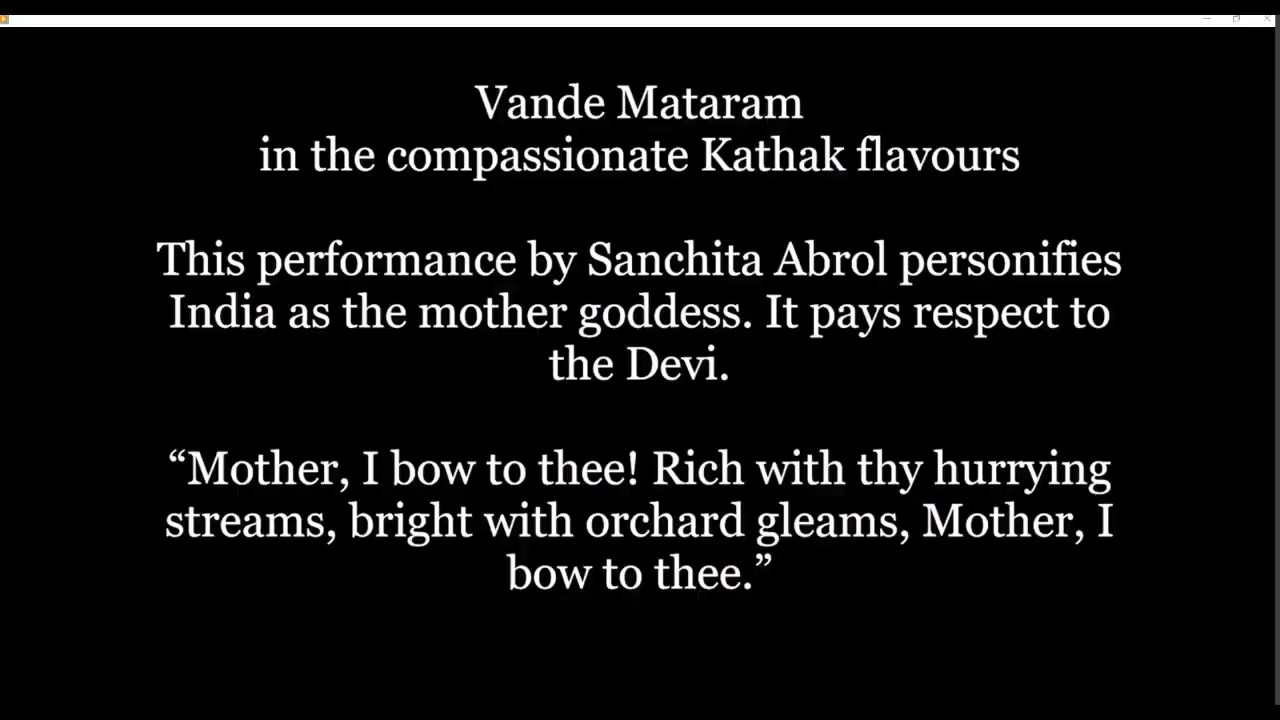 Vande Mataram
in the compassionate Kathak flavours
This performance by Sanchita Abrol personifies
India as the mother goddess. It pays respect to
the Devi.
“Mother, I bow to thee! Rich with thy hurrying
streams, bright with orchard gleams, Mother, I
bow to thee.”